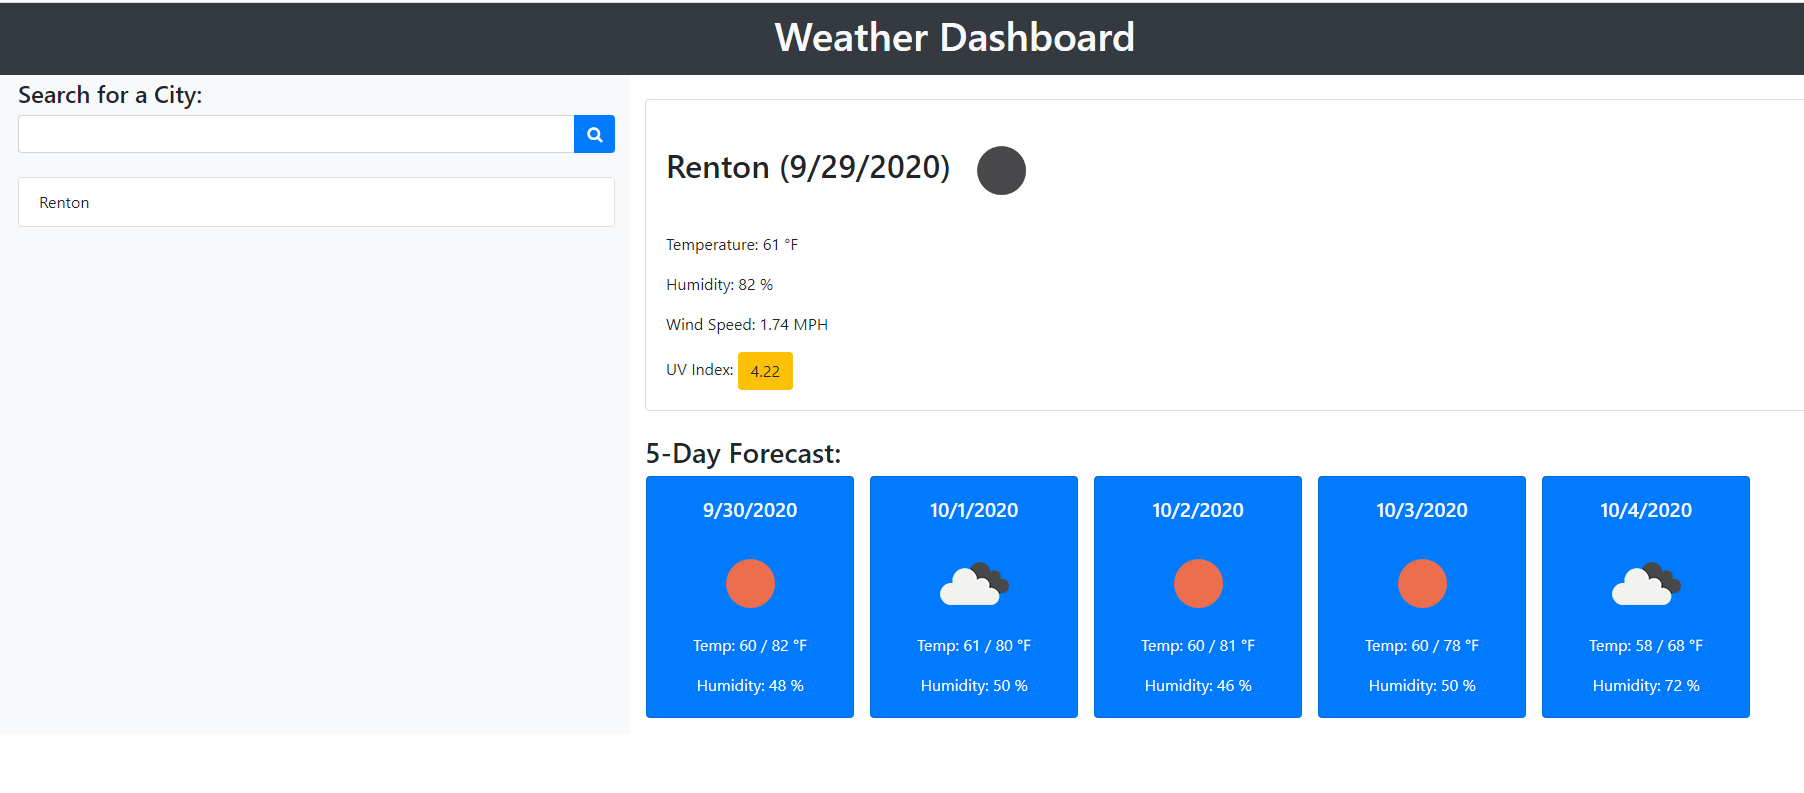 Weather Dashboard
Search for a City:
Renton
Renton (9/29/2020)
Temperature: 61 °F
Humidity: 82 %
Wind Speed: 1.74 MPH
UV Index: 4.22
5-Day Forecast:
9/30/2020
Temp: 60 / 82 °F
Humidity: 48 %
10/1/2020
Temp: 61 / 80 °F
Humidity: 50 %
10/2/2020
Temp: 60 / 81 °F
Humidity: 46 %
10/3/2020
Temp: 60 / 78 °F
Humidity: 50 %
10/4/2020
Temp: 58 / 68 °F
Humidity: 72 %